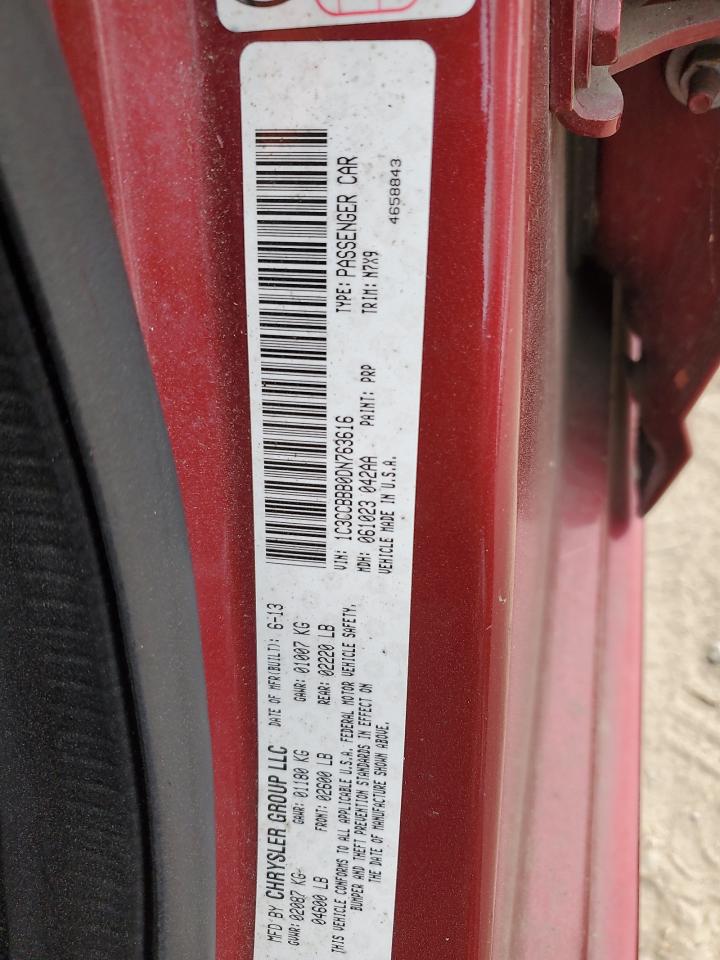 MFD BY CHRYSLER GROUP LLC DATE OF MFR(BUILT): 6-13
GVWR: 02087 KG GAWR: 01180 KG GAWR: 01007 KG
04600 LB FRONT: 02600 LB REAR: 02220 LB
THIS VEHICLE CONFORMS TO ALL APPLICABLE U.S.A. FEDERAL MOTOR VEHICLE SAFETY,
BUMPER AND THEFT PREVENTION STANDARDS IN EFFECT ON
THE DATE OF MANUFACTURE SHOWN ABOVE.
VIN: 1C3CCBBB0DN763616 TYPE: PASSENGER CAR
MDH: 061023 042AA PAINT: PRP TRIM: N7X9
VEHICLE MADE IN U.S.A. 4658843